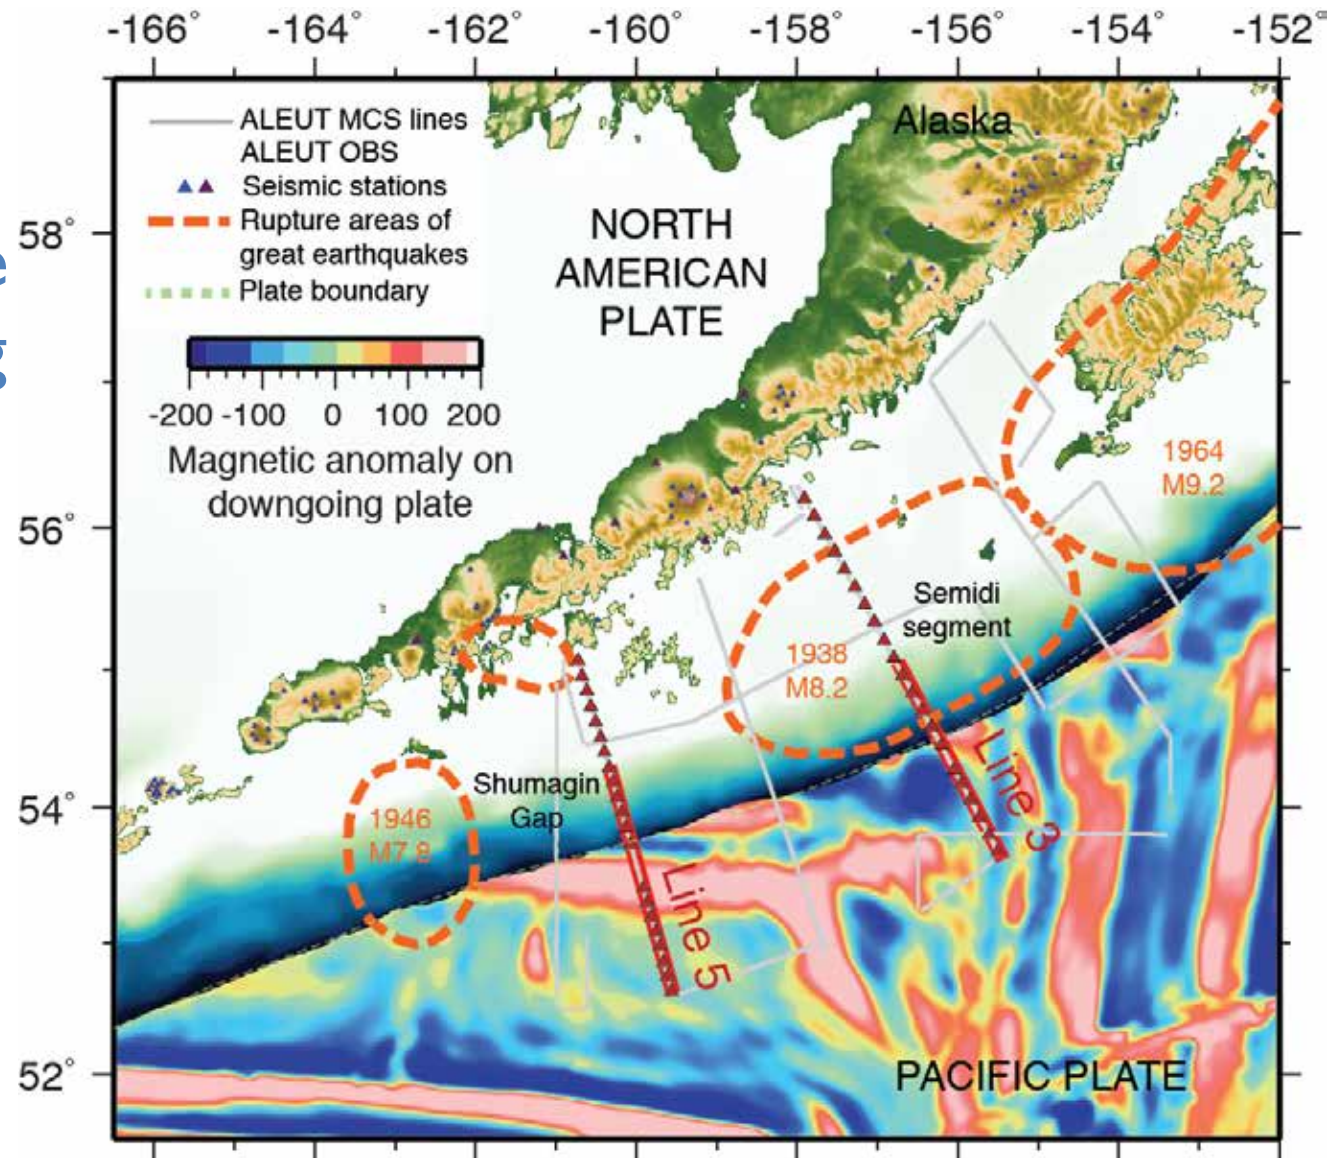 -166° -164° -162° -160° -158° -156° -154° -152°
58°
56°
54°
52°
ALEUT MCS lines
ALEUT OBS
Seismic stations
Rupture areas of
great earthquakes
Plate boundary
-200 -100 0 100 200
Magnetic anomaly on
downgoing plate
Alaska
NORTH
AMERICAN
PLATE
1964
M9.2
Semidi
segment
1938
M8.2
Shumagin
Gap
1946
M7.8
Line 3
Line 5
PACIFIC PLATE
e
g